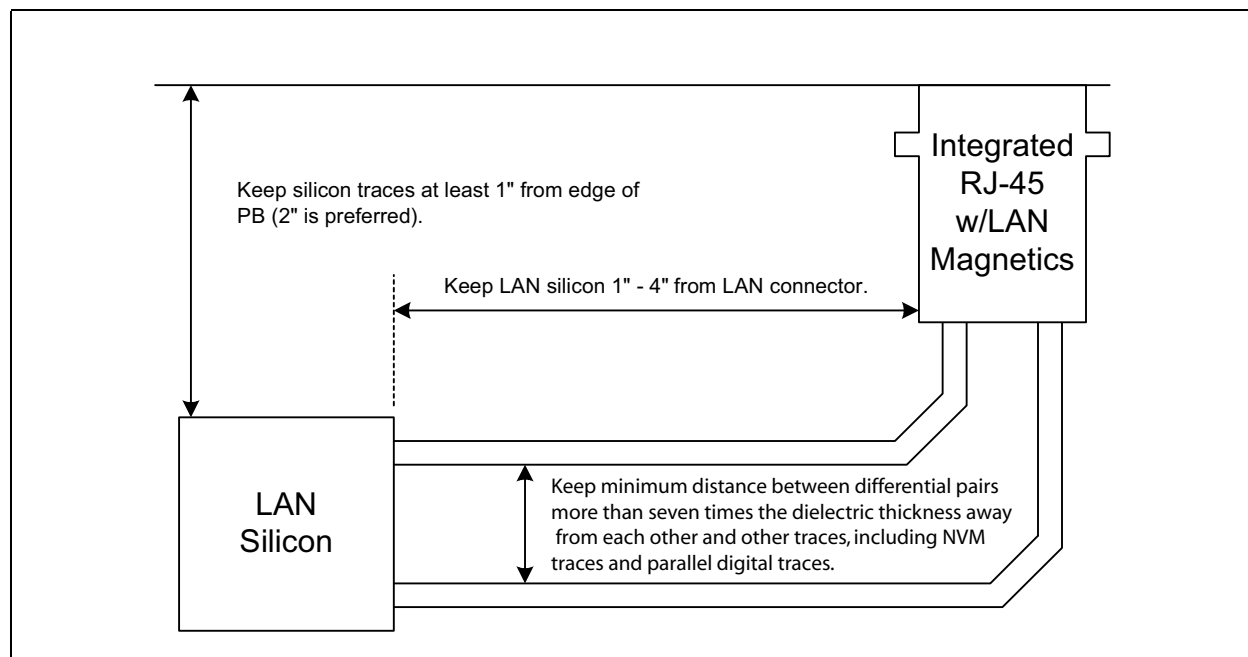 Integrated
RJ-45
w/LAN
Magnetics
Keep silicon traces at least 1" from edge of
PB (2" is preferred).
Keep LAN silicon 1" - 4" from LAN connector.
LAN
Silicon
Keep minimum distance between differential pairs
more than seven times the dielectric thickness away
from each other and other traces, including NVM
traces and parallel digital traces.